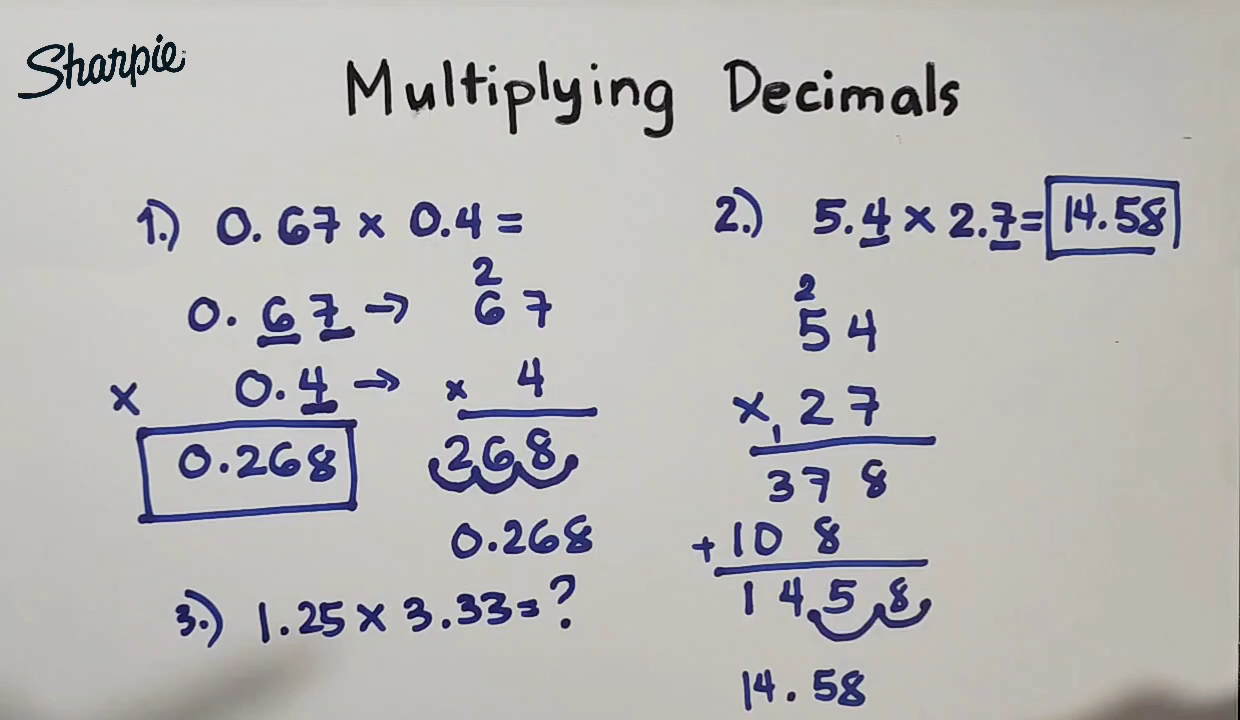 Sharpie
Multiplying Decimals
1.) 0.67 x 0.4=
2
0.67 → 67
x 0.4 → x 4
0.268 268
0.268
2.) 5.4 x 2.7= 14.58
2
54
x 27
1
378
+108
1458
14.58
3.) 1.25 x 3.33=?